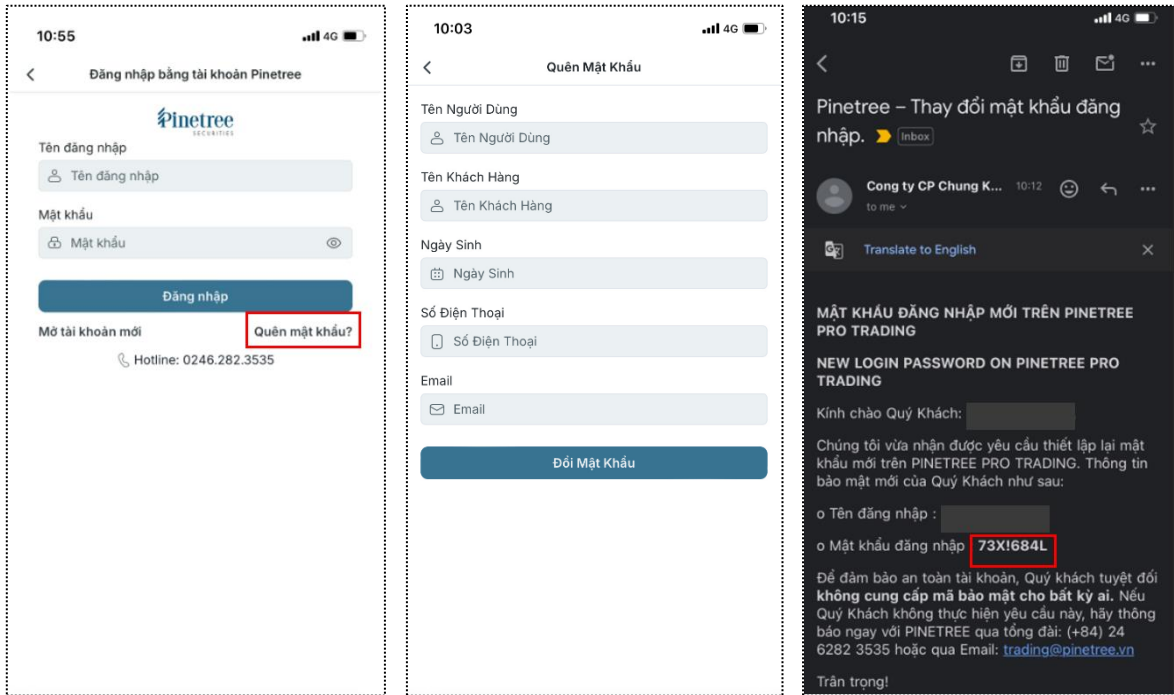 10:55
4G
Đăng nhập bằng tài khoản Pinetree
Pinetree
SECURITIES
Tên đăng nhập
Tên đăng nhập
Mật khẩu
Mật khẩu
Đăng nhập
Mở tài khoản mới
Quên mật khẩu?
Hotline: 0246.282.3535
10:03
4G
Quên Mật Khẩu
Tên Người Dùng
Tên Người Dùng
Tên Khách Hàng
Tên Khách Hàng
Ngày Sinh
Ngày Sinh
Số Điện Thoại
Số Điện Thoại
Email
Email
Đổi Mật Khẩu
10:15
4G
Pinetree – Thay đổi mật khẩu đăng
nhập. Inbox
Cong ty CP Chung K... 10:12
to me
Translate to English
MẬT KHẨU ĐĂNG NHẬP MỚI TRÊN PINETREE
PRO TRADING
NEW LOGIN PASSWORD ON PINETREE PRO
TRADING
Kính chào Quý Khách:
Chúng tôi vừa nhận được yêu cầu thiết lập lại mật
khẩu mới trên PINETREE PRO TRADING. Thông tin
bảo mật mới của Quý Khách như sau:
o Tên đăng nhập :
o Mật khẩu đăng nhập 73X!684L
Để đảm bảo an toàn tài khoản, Quý khách tuyệt đối
không cung cấp mã bảo mật cho bất kỳ ai. Nếu
Quý Khách không thực hiện yêu cầu này, hãy thông
báo ngay với PINETREE qua tổng đài: (+84) 24
6282 3535 hoặc qua Email: trading@pinetree.vn
Trân trọng!